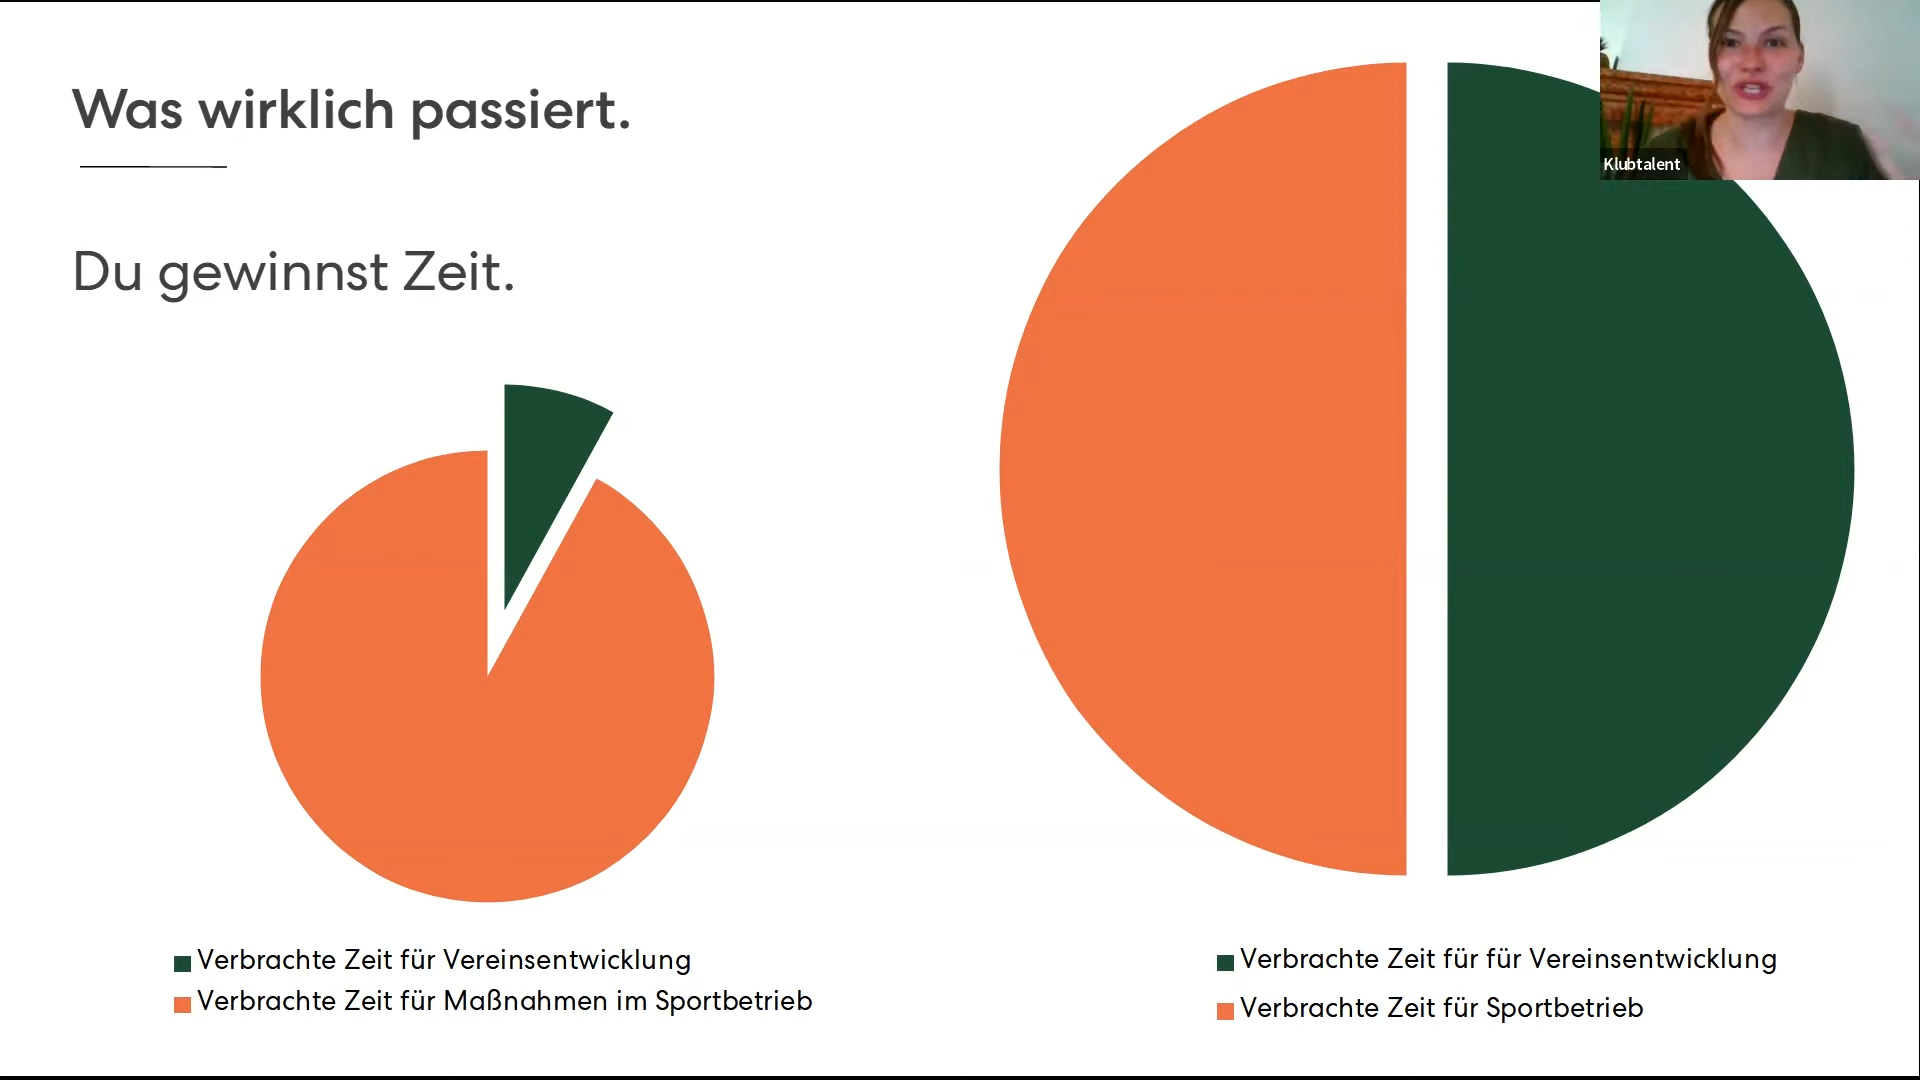 Was wirklich passiert.
Du gewinnst Zeit.
Klubtalent
Verbrachte Zeit für Vereinsentwicklung
Verbrachte Zeit für Maßnahmen im Sportbetrieb
Verbrachte Zeit für für Vereinsentwicklung
Verbrachte Zeit für Sportbetrieb